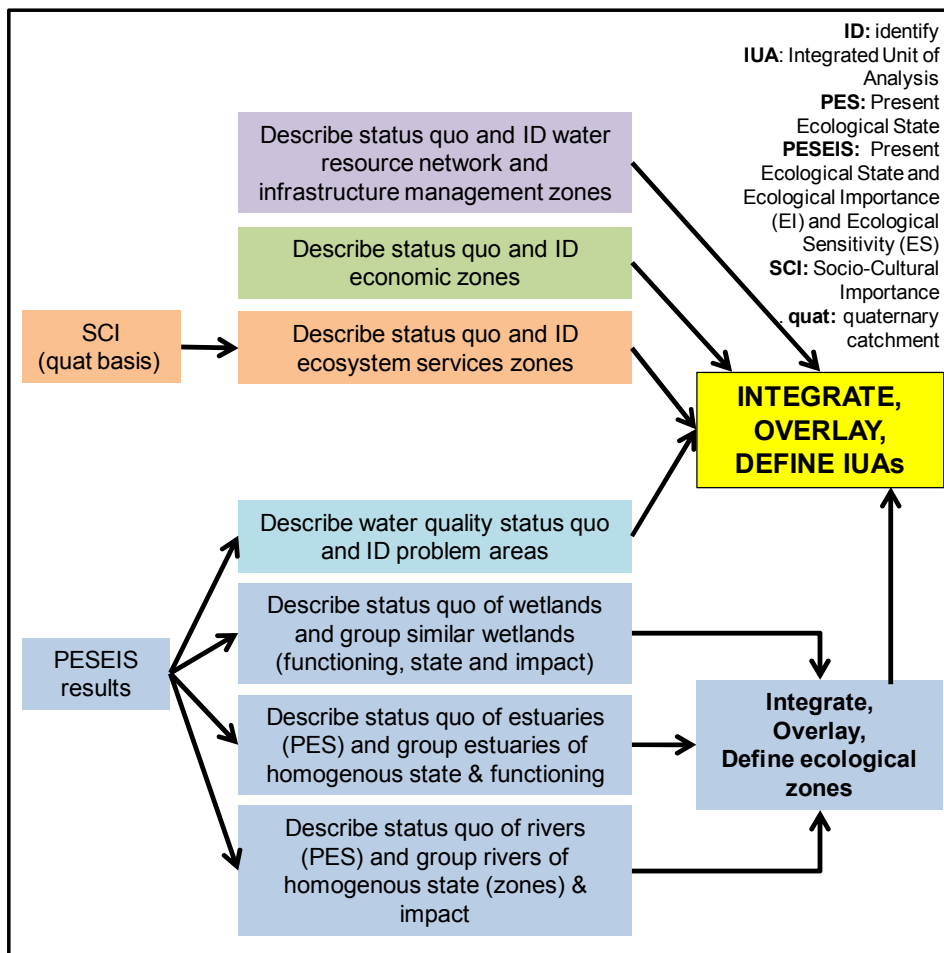 ID: identify
IUA: Integrated Unit of
Analysis
PES: Present
Ecological State
PESEIS: Present
Ecological State and
Ecological Importance
(EI) and Ecological
Sensitivity (ES)
SCI: Socio-Cultural
Importance
. quat: quaternary
catchment
Describe status quo and ID water
resource network and
infrastructure management zones
Describe status quo and ID
economic zones
SCI
(quat basis)
Describe status quo and ID
ecosystem services zones
INTEGRATE,
OVERLAY,
DEFINE IUAs
Describe water quality status quo
and ID problem areas
Describe status quo of wetlands
and group similar wetlands
(functioning, state and impact)
PESEIS
results
Describe status quo of estuaries
(PES) and group estuaries of
homogenous state & functioning
Integrate,
Overlay,
Define ecological
zones
Describe status quo of rivers
(PES) and group rivers of
homogenous state (zones) &
impact